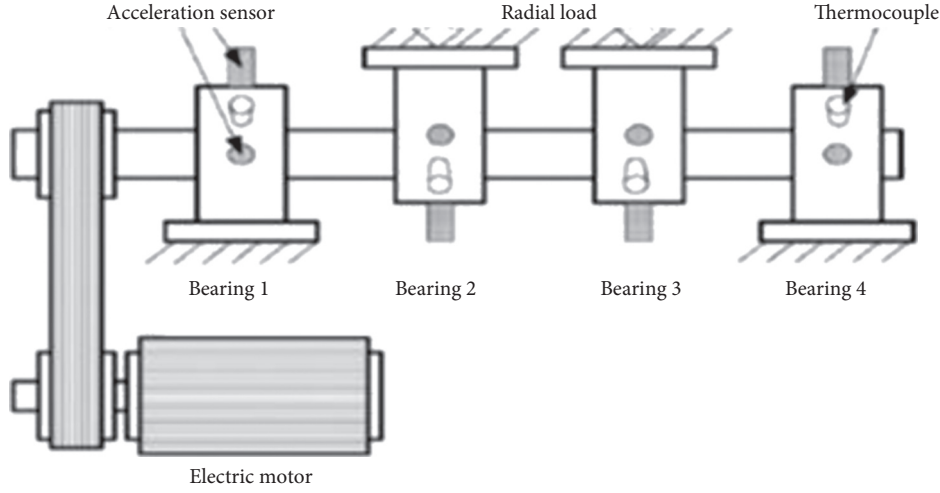 Acceleration sensor
Radial load
Thermocouple
Bearing 1
Bearing 2
Bearing 3
Bearing 4
Electric motor